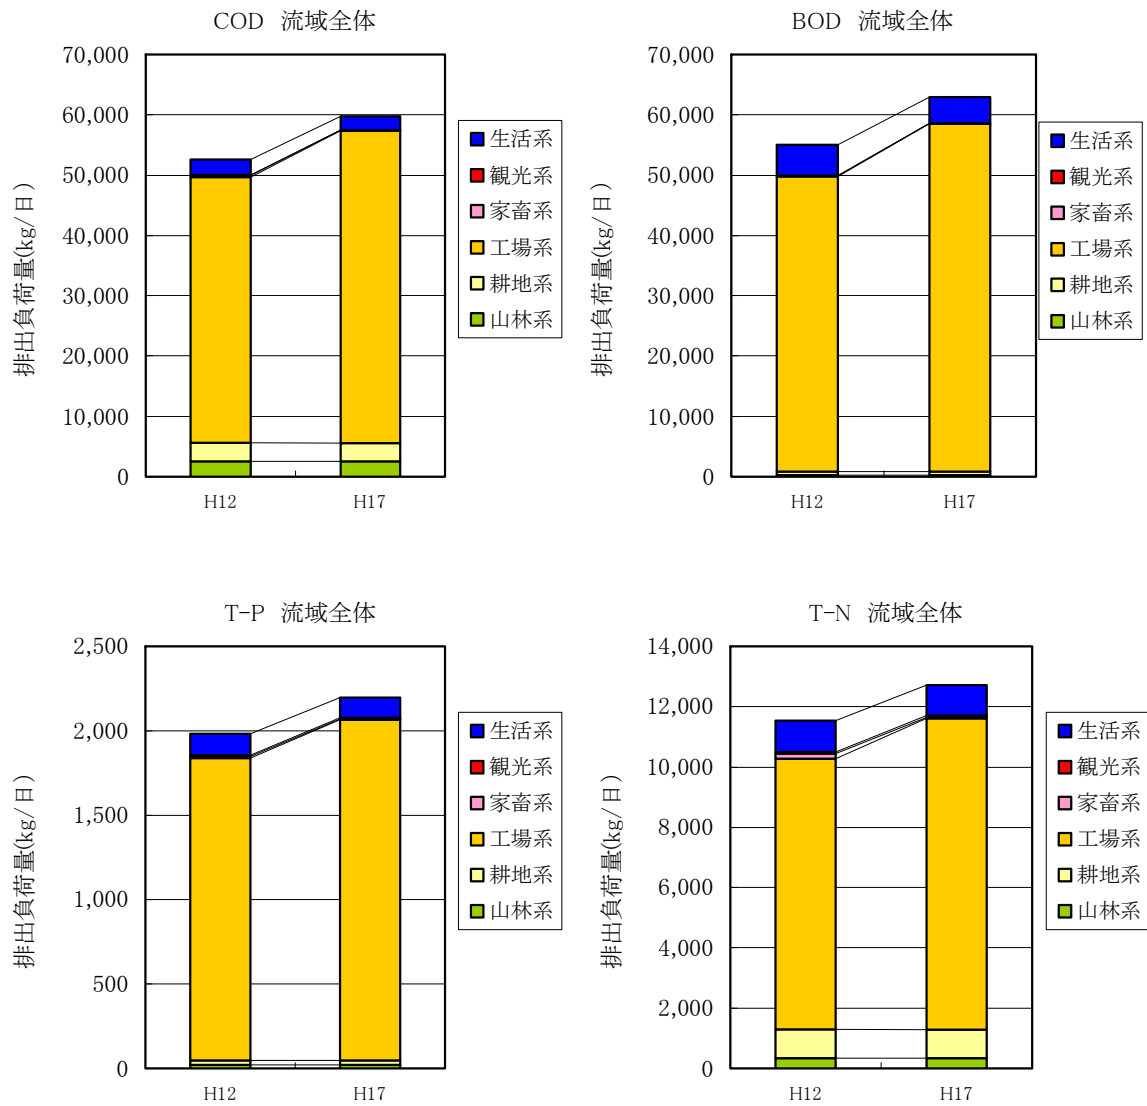 COD 流域全体
70,000
60,000
50,000
40,000
30,000
20,000
10,000
0
排出負荷量(kg/日)
H12
H17
生活系
観光系
家畜系
工場系
耕地系
山林系
BOD 流域全体
70,000
60,000
50,000
40,000
30,000
20,000
10,000
0
排出負荷量(kg/日)
H12
H17
生活系
観光系
家畜系
工場系
耕地系
山林系
T-P 流域全体
2,500
2,000
1,500
1,000
500
0
排出負荷量(kg/日)
H12
H17
生活系
観光系
家畜系
工場系
耕地系
山林系
T-N 流域全体
14,000
12,000
10,000
8,000
6,000
4,000
2,000
0
排出負荷量(kg/日)
H12
H17
生活系
観光系
家畜系
工場系
耕地系
山林系